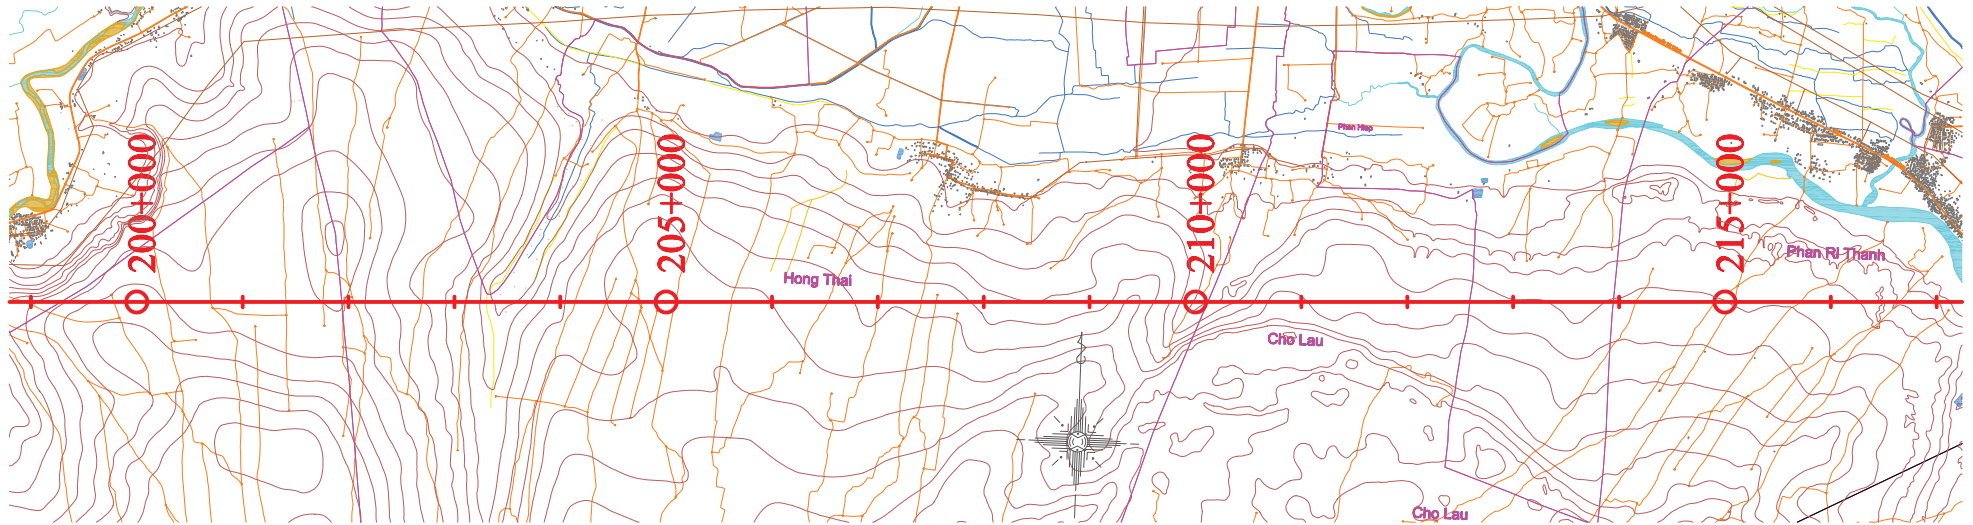 Phan Hiep
200+000
205+000
210+000
215+000
Phan Ri Thanh
Hong Thai
Cho Lau
Cho Lau